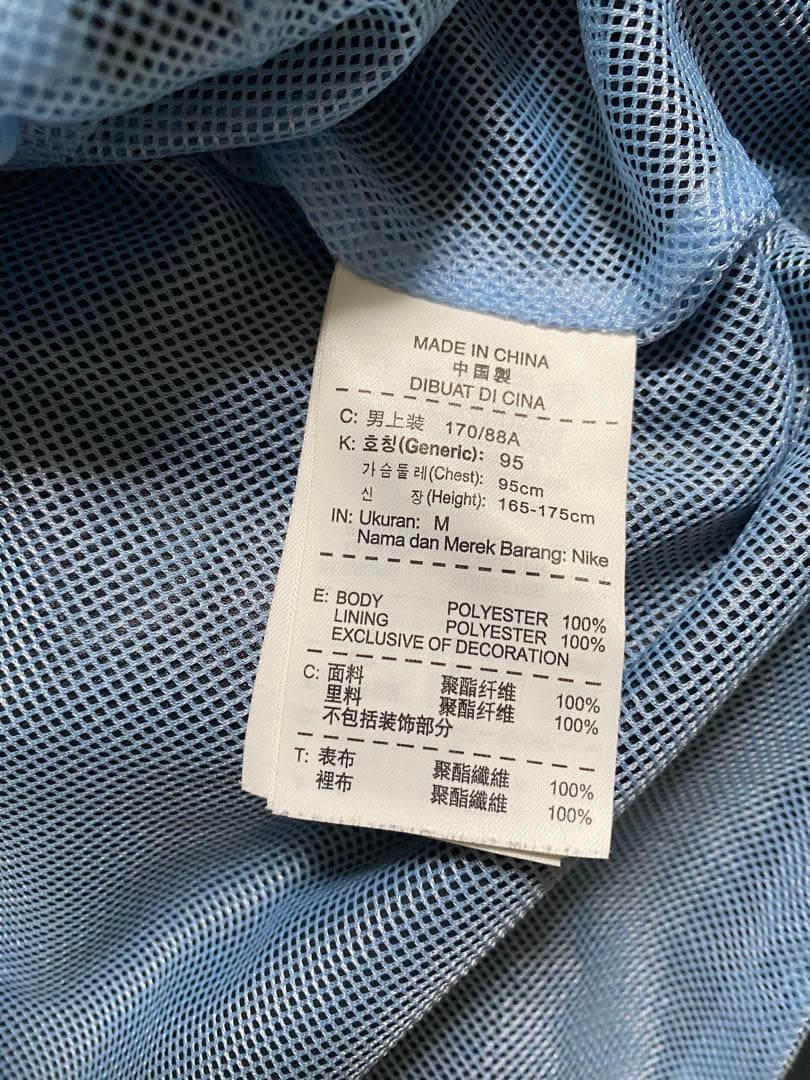 MADE IN CHINA
中国製
DIBUAT DI CINA
C: 男上装 170/88A
K: 호칭(Generic): 95
가슴둘레(Chest): 95cm
신 장(Height): 165-175cm
IN: Ukuran: M
Nama dan Merek Barang: Nike
E: BODY POLYESTER 100%
LINING POLYESTER 100%
EXCLUSIVE OF DECORATION
C: 面料 聚酯纤维 100%
里料 聚酯纤维 100%
不包括装饰部分
T: 表布 聚酯纖維 100%
裡布 聚酯纖維 100%